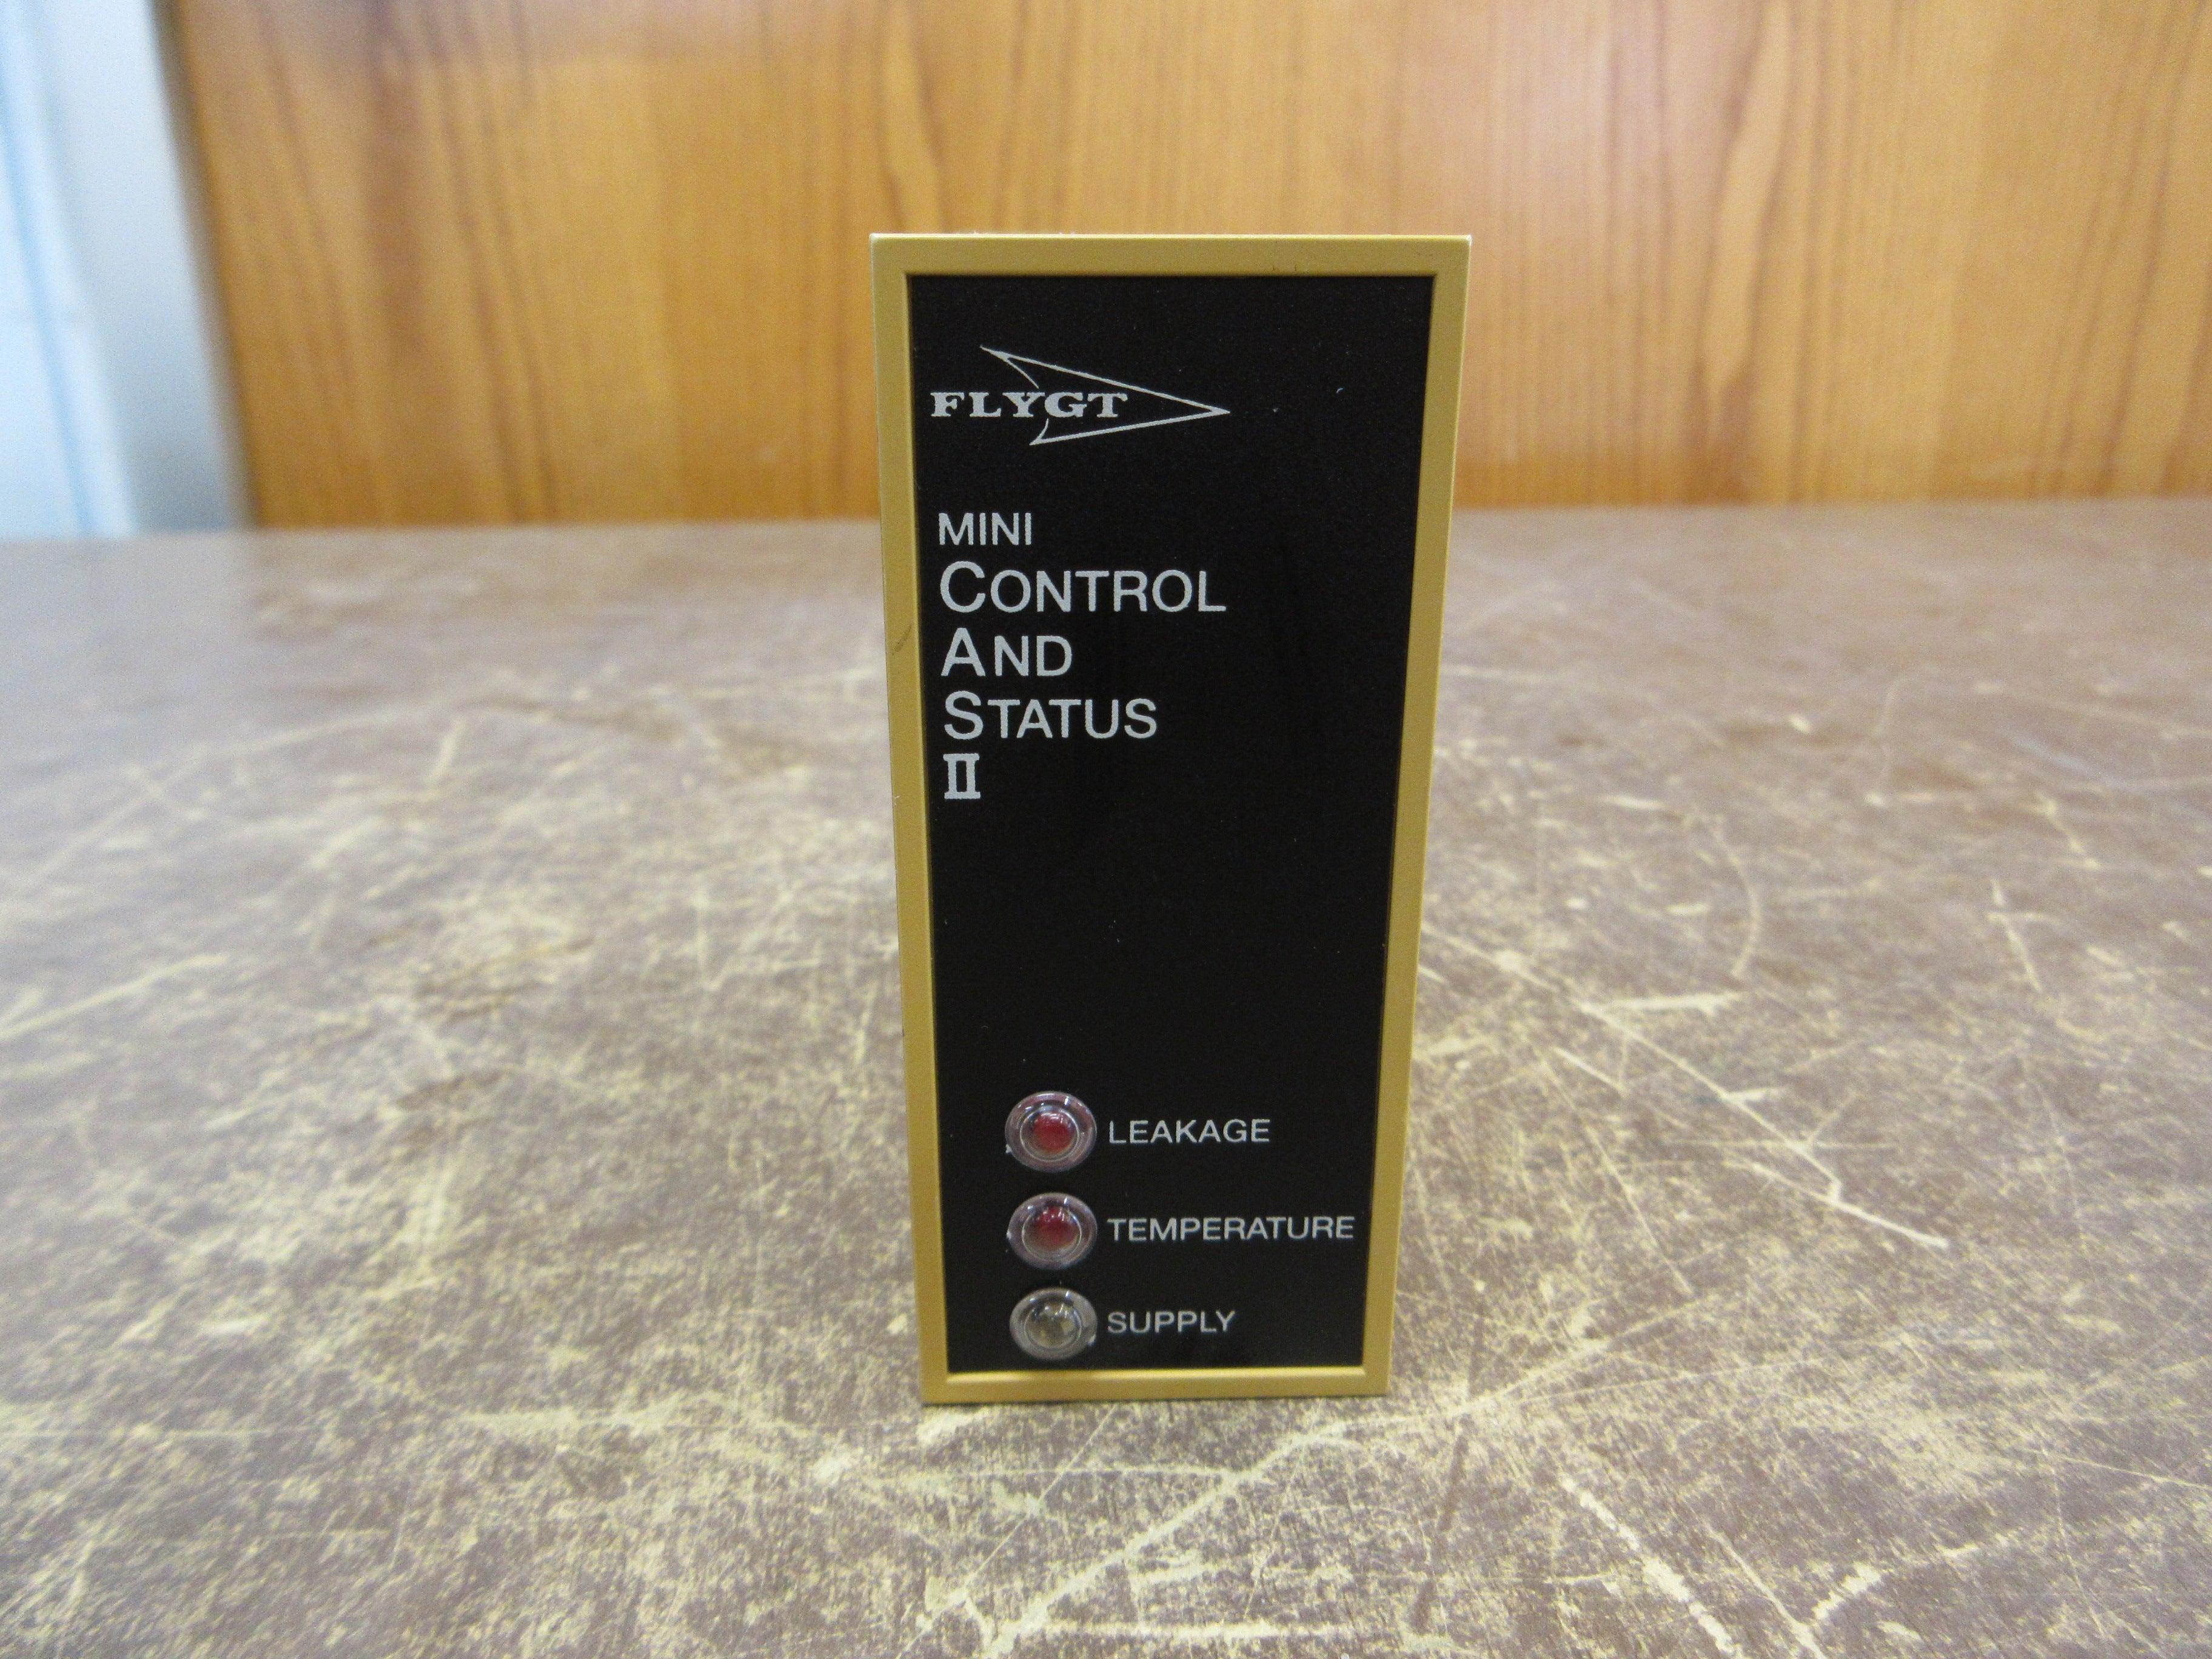 FLYGT
MINI
CONTROL
AND
STATUS
II
LEAKAGE
TEMPERATURE
SUPPLY